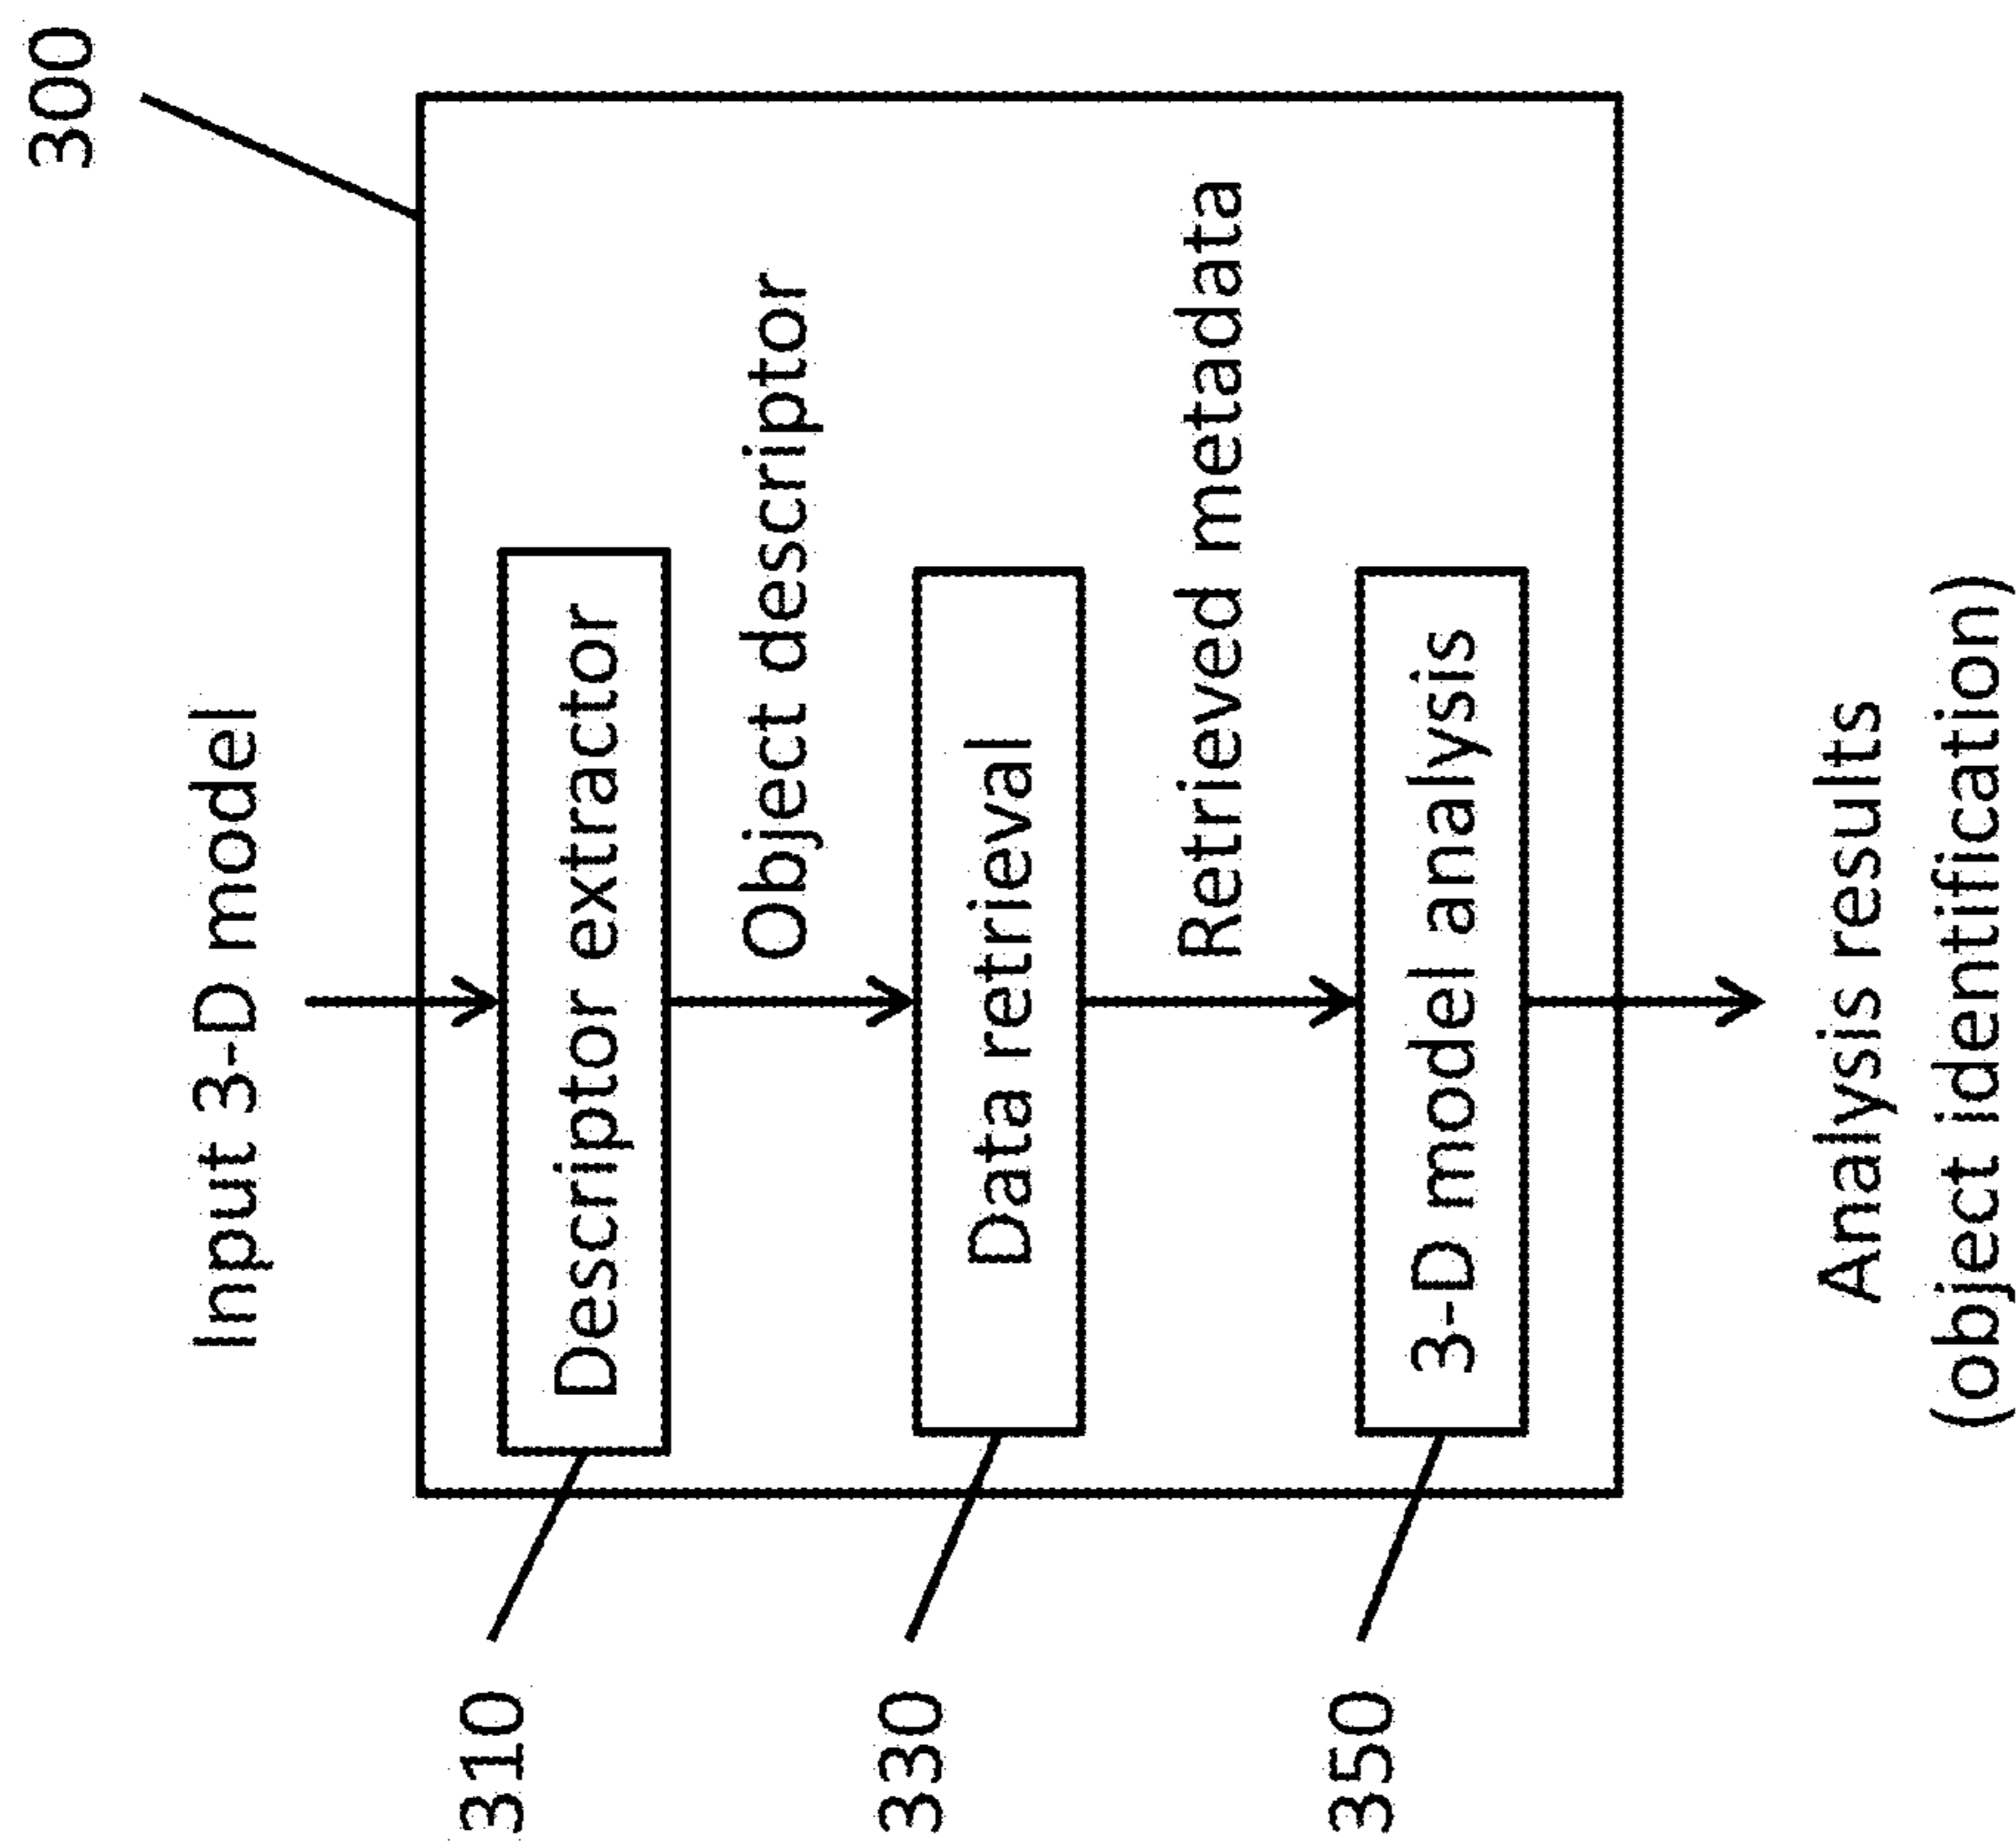 300
Input 3-D model
310
Descriptor extractor
Object descriptor
330
Data retrieval
Retrieved metadata
350
3-D model analysis
Analysis results
(object identification)